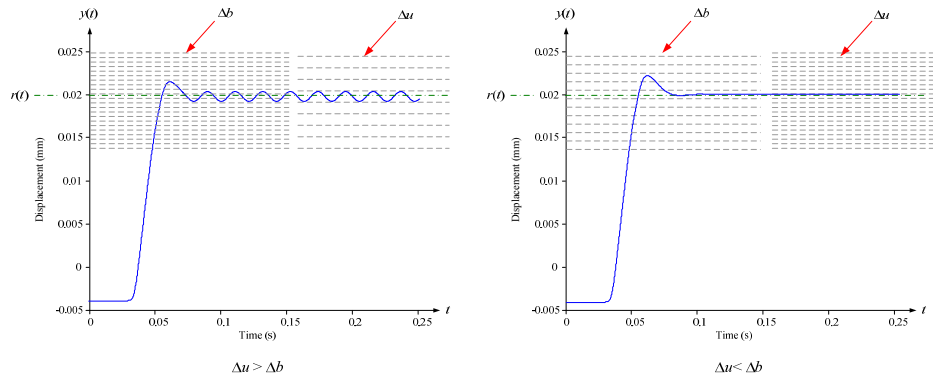 y(t)
Δb
Δu
0.025
r(t)
0.02
0.015
0.01
0.005
0
-0.005
Displacement (mm)
0
0.05
0.1
0.15
0.2
0.25
t
Time (s)
Δu > Δb
y(t)
Δb
Δu
0.025
r(t)
0.02
0.015
0.01
0.005
0
-0.005
Displacement (mm)
0
0.05
0.1
0.15
0.2
0.25
t
Time (s)
Δu< Δb